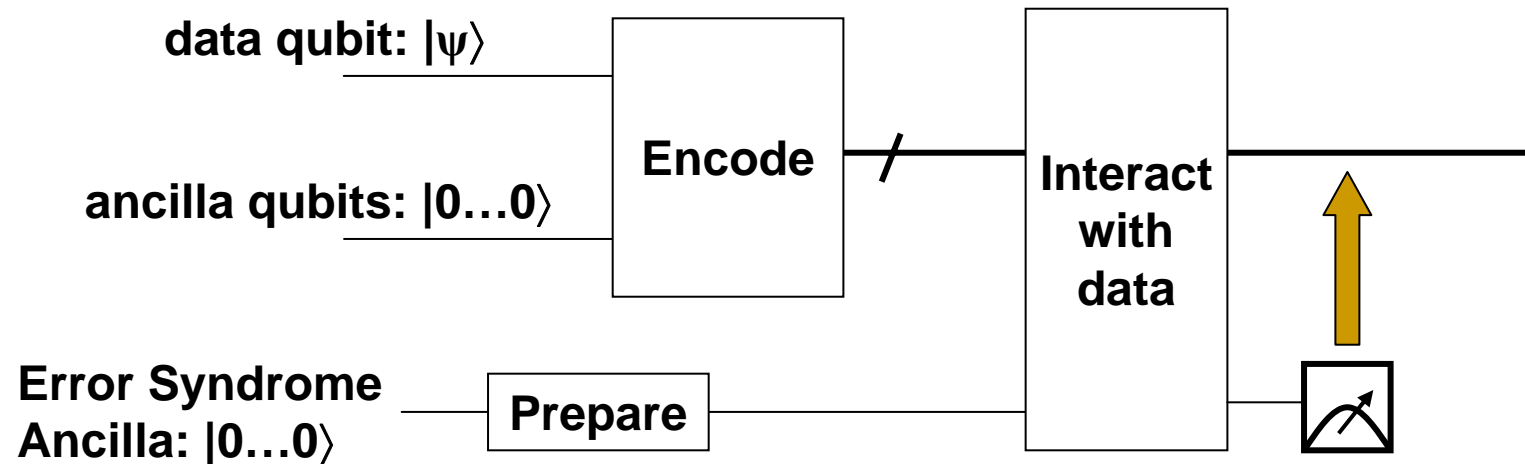 data qubit: |ψ⟩
ancilla qubits: |0…0⟩
Encode
Interact
with
data
Error Syndrome
Ancilla: |0…0⟩
Prepare